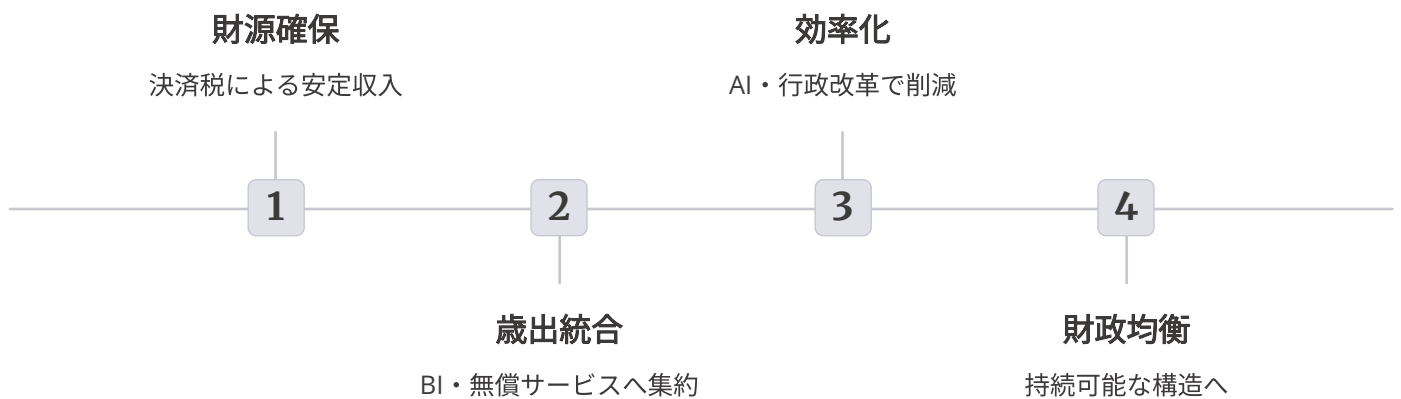 財源確保
決済税による安定収入
1
2
歳出統合
BI・無償サービスへ集約
効率化
AI・行政改革で削減
3
4
財政均衡
持続可能な構造へ